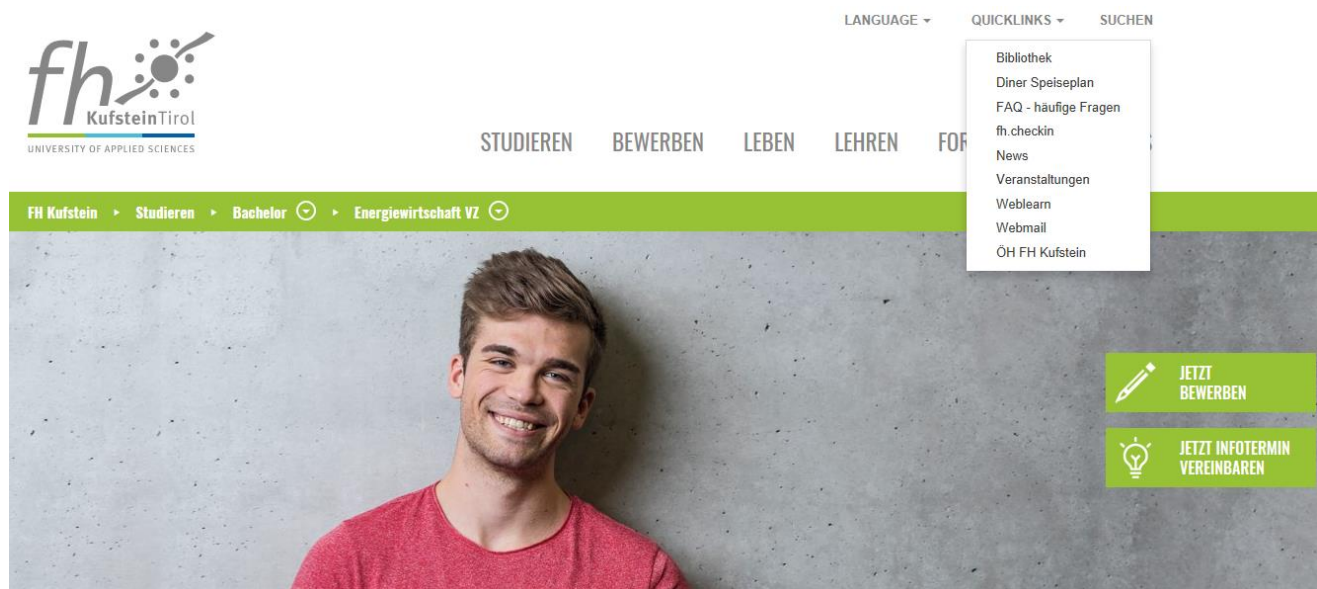 LANGUAGE QUICKLINKS SUCHEN
fh
KufsteinTirol
UNIVERSITY OF APPLIED SCIENCES
Bibliothek
Diner Speiseplan
FAQ - häufige Fragen
fh.checkin
News
Veranstaltungen
Weblearn
Webmail
ÖH FH Kufstein
STUDIEREN BEWERBEN LEBEN LEHREN
FH Kufstein Studieren Bachelor Energiewirtschaft VZ
JETZT
BEWERBEN
JETZT INFOTERMIN
VEREINBAREN